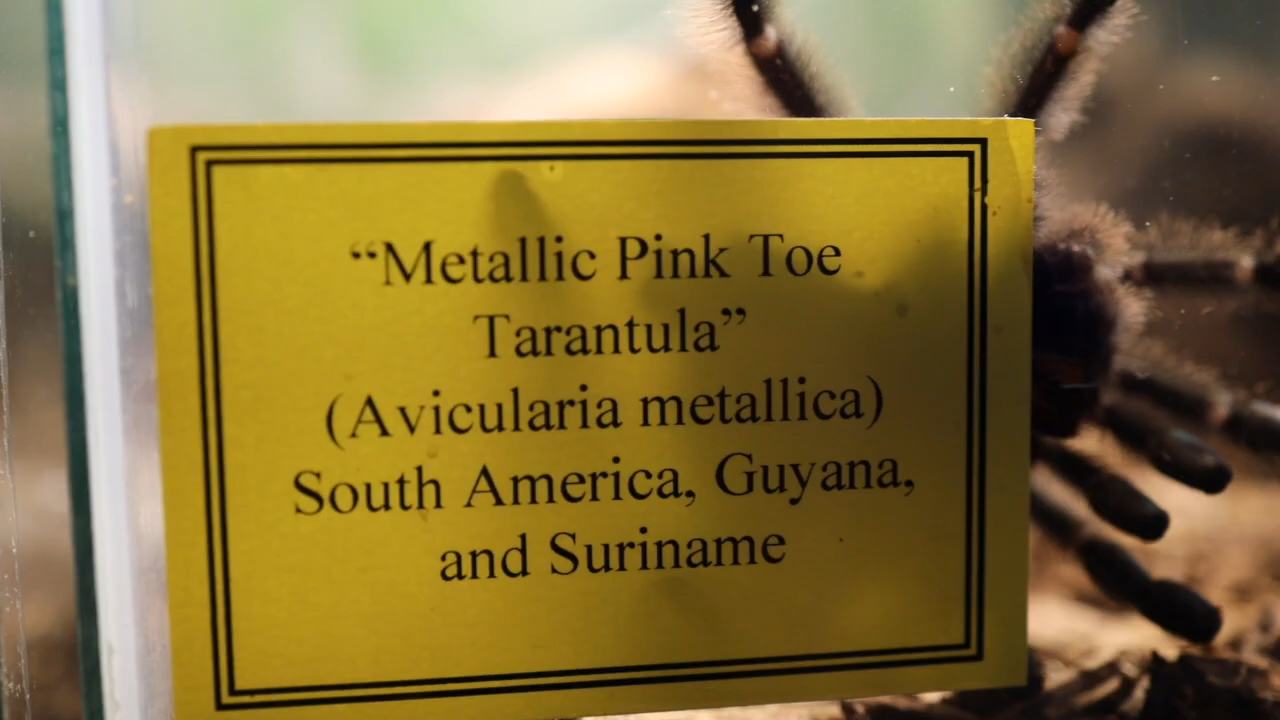 “Metallic Pink Toe
Tarantula”
(Avicularia metallica)
South America, Guyana,
and Suriname